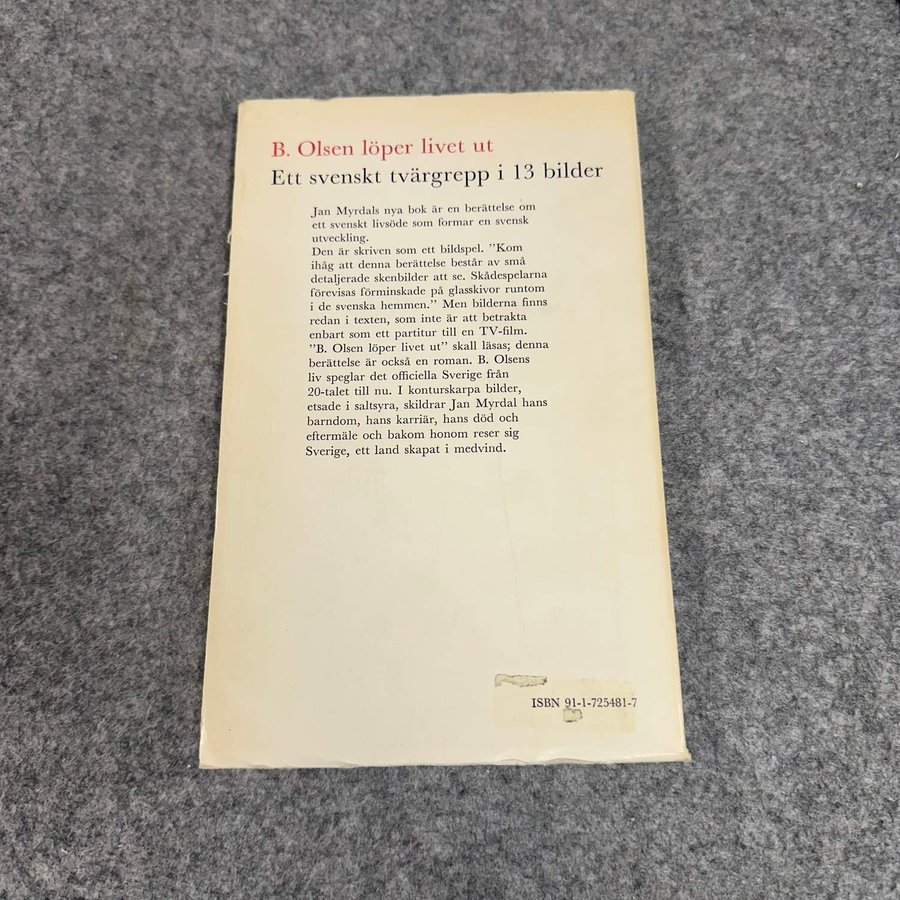 B. Olsen löper livet ut
Ett svenskt tvärgrepp i 13 bilder
Jan Myrdals nya bok är en berättelse om
ett svenskt livsöde som formar en svensk
utveckling.
Den är skriven som ett bildspel. ”Kom
ihåg att denna berättelse består av små
detaljerade skenbilder att se. Skådespelarna
förevisas förminskade på glasskivor runtom
i de svenska hemmen.” Men bilderna finns
redan i texten, som inte är att betrakta
enbart som ett partitur till en TV-film.
”B. Olsen löper livet ut” skall läsas; denna
berättelse är också en roman. B. Olsens
liv speglar det officiella Sverige från
20-talet till nu. I konturskarpa bilder,
etsade i saltsyra, skildrar Jan Myrdal hans
barndom, hans karriär, hans död och
eftermäle och bakom honom reser sig
Sverige, ett land skapat i medvind.
ISBN 91-1-725481-7